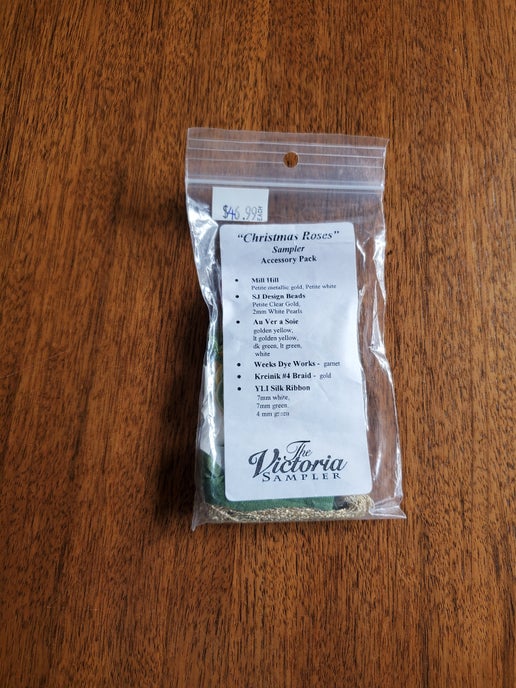 $46.99 EACH
"Christmas Roses"
Sampler
Accessory Pack
• Mill Hill
Petite metallic gold, Petite white
• SJ Design Beads
Petite Clear Gold,
2mm White Pearls
• Au Ver a Soie
golden yellow,
lt golden yellow,
dk green, lt green,
white
• Weeks Dye Works - garnet
• Kreinik #4 Braid - gold
• YLI Silk Ribbon
7mm white,
7mm green,
4 mm green
The
Victoria
SAMPLER